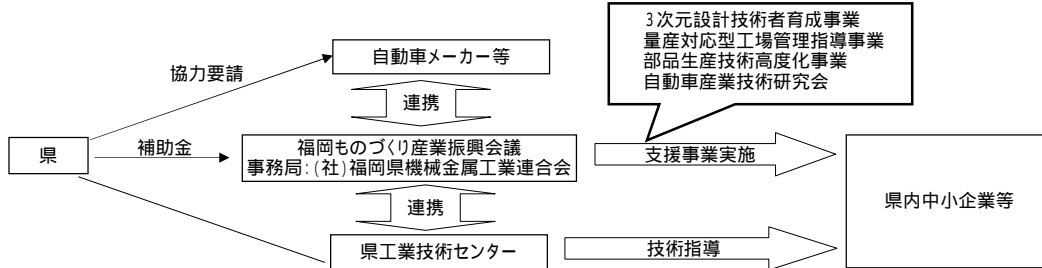 3次元設計技術者育成事業
量産対応型工場管理指導事業
部品生産技術高度化事業
自動車産業技術研究会
自動車メーカー等
協力要請
連携
県
補助金
福岡ものづくり産業振興会議
事務局:(社)福岡県機械金属工業連合会
支援事業実施
県内中小企業等
連携
県工業技術センター
技術指導